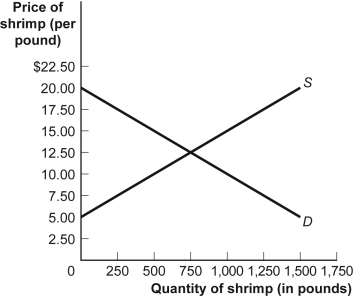 Price of
shrimp (per
pound)
$22.50
20.00
17.50
15.00
12.50
10.00
7.50
5.00
2.50
S
D
0 250 500 750 1,000 1,250 1,500 1,750
Quantity of shrimp (in pounds)